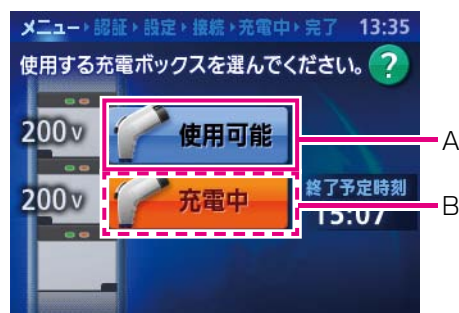 メニュー ▸ 認証 ▸ 設定 ▸ 接続 ▸ 充電中 ▸ 完了 13:35
使用する充電ボックスを選んでください。 ?
200v 使用可能 A
200v 充電中 終了予定時刻 B
15:07